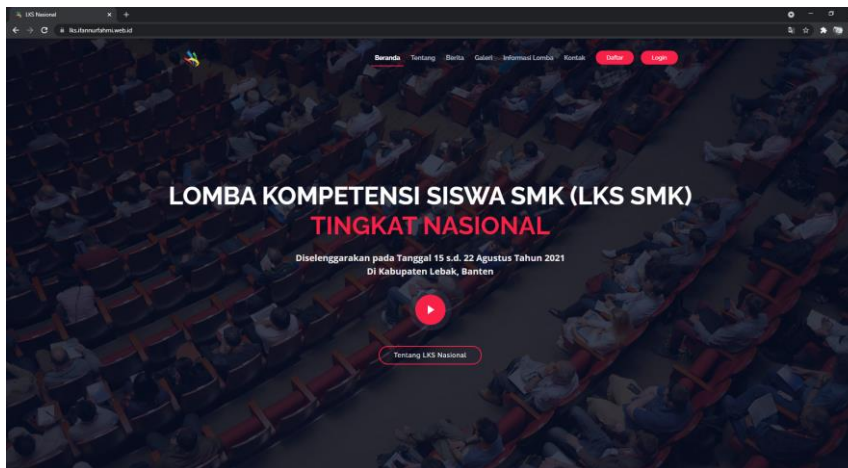 LKS Nasional
lks.ifannurfahmi.web.id
Beranda Tentang Berita Galeri Informasi Lomba Kontak Daftar Login
LOMBA KOMPETENSI SISWA SMK (LKS SMK)
TINGKAT NASIONAL
Diselenggarakan pada Tanggal 15 s.d. 22 Agustus Tahun 2021
Di Kabupaten Lebak, Banten
Tentang LKS Nasional